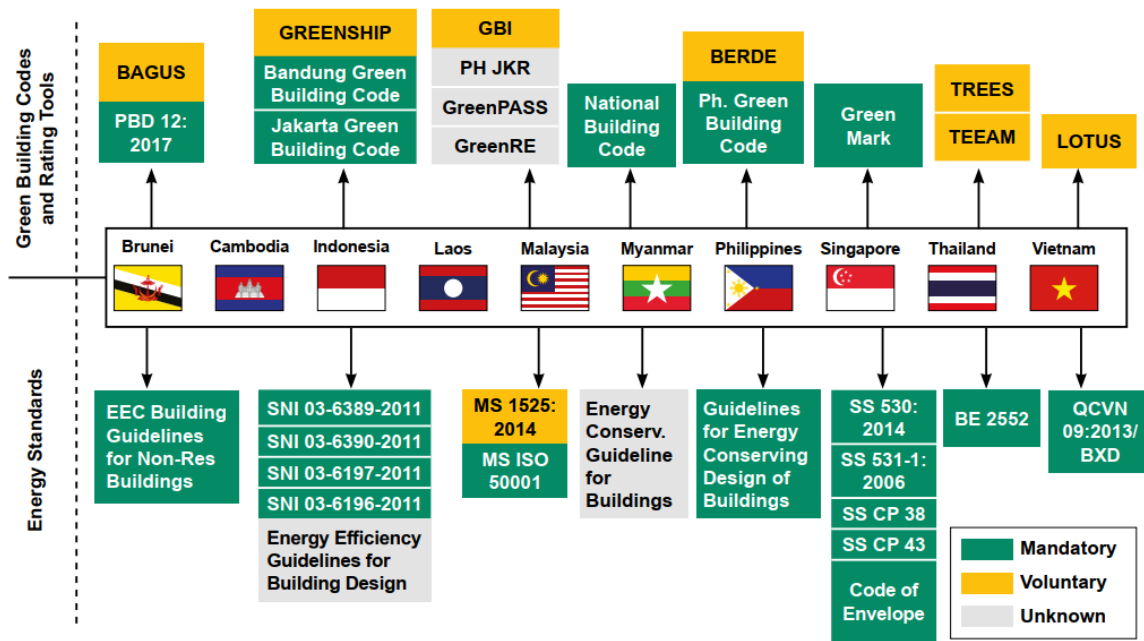 Green Building Codes
and Rating Tools
BAGUS
PBD 12:
2017
GREENSHIP
Bandung Green
Building Code
Jakarta Green
Building Code
GBI
PH JKR
GreenPASS
GreenRE
National
Building
Code
BERDE
Ph. Green
Building
Code
Green
Mark
TREES
TEEAM
LOTUS
Brunei
Cambodia
Indonesia
Laos
Malaysia
Myanmar
Philippines
Singapore
Thailand
Vietnam
Energy Standards
EEC Building
Guidelines
for Non-Res
Buildings
SNI 03-6389-2011
SNI 03-6390-2011
SNI 03-6197-2011
SNI 03-6196-2011
Energy Efficiency
Guidelines for
Building Design
MS 1525:
2014
MS ISO
50001
Energy
Conserv.
Guideline
for
Buildings
Guidelines
for Energy
Conserving
Design of
Buildings
SS 530:
2014
SS 531-1:
2006
SS CP 38
SS CP 43
Code of
Envelope
BE 2552
QCVN
09:2013/
BXD
Mandatory
Voluntary
Unknown